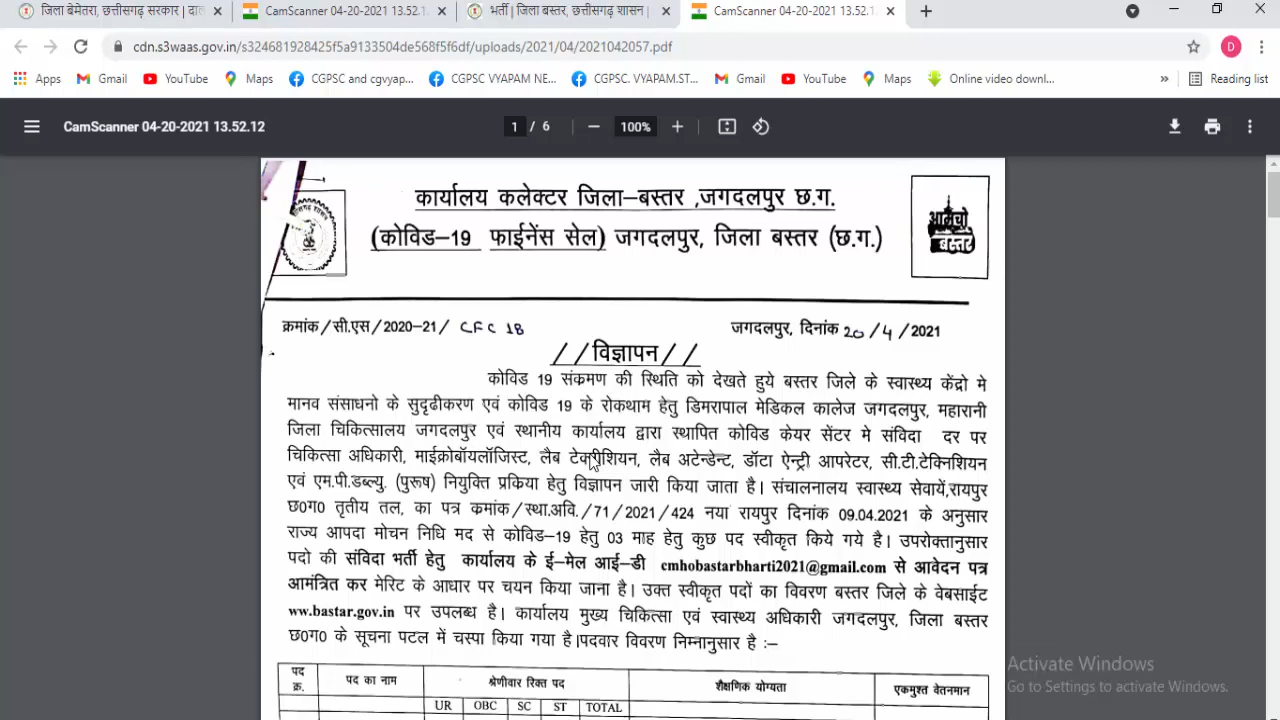 जिला बेमेतरा, छत्तीसगढ़ सरकार | दाल
CamScanner 04-20-2021 13.52.1
भर्ती | जिला बस्तर, छत्तीसगढ़ शासन |
CamScanner 04-20-2021 13.52.1
cdn.s3waas.gov.in/s324681928425f5a9133504de568f5f6df/uploads/2021/04/2021042057.pdf
D
Apps Gmail YouTube Maps CGPSC and cgvyap... CGPSC VYAPAM NE... CGPSC. VYAPAM.ST... Gmail YouTube Maps Online video downl... » Reading list
CamScanner 04-20-2021 13.52.12
1 / 6
100%
कार्यालय कलेक्टर जिला–बस्तर ,जगदलपुर छ.ग.
(कोविड–19 फाईनेंस सेल) जगदलपुर, जिला बस्तर (छ.ग.)
आमचो
बस्तर
क्रमांक/सी.एस/2020-21/ CFC 18
जगदलपुर, दिनांक 20/4/2021
//विज्ञापन//
कोविड 19 संक्रमण की स्थिति को देखते हुये बस्तर जिले के स्वास्थ्य केंद्रो मे
मानव संसाधनो के सुदृढीकरण एवं कोविड 19 के रोकथाम हेतु डिमरापाल मेडिकल कालेज जगदलपुर, महारानी
जिला चिकित्सालय जगदलपुर एवं स्थानीय कार्यालय द्वारा स्थापित कोविड केयर सेंटर मे संविदा दर पर
चिकित्सा अधिकारी, माईक्रोबॉयलॉजिस्ट, लैब टेक्नीशियन, लैब अटेन्डेन्ट, डॉटा ऐन्ट्री आपरेटर, सी.टी.टेक्निशियन
एवं एम.पी.डब्ल्यु. (पुरूष) नियुक्ति प्रकिया हेतु विज्ञापन जारी किया जाता है। संचालनालय स्वास्थ्य सेवायें,रायपुर
छ0ग0 तृतीय तल, का पत्र कमांक/स्था.अवि./71/2021/424 नया रायपुर दिनांक 09.04.2021 के अनुसार
राज्य आपदा मोचन निधि मद से कोविड–19 हेतु 03 माह हेतु कुछ पद स्वीकृत किये गये है। उपरोक्तानुसार
पदो की संविदा भर्ती हेतु कार्यालय के ई-मेल आई-डी cmhobastarbharti2021@gmail.com से आवेदन पत्र
आमंत्रित कर मेरिट के आधार पर चयन किया जाना है। उक्त स्वीकृत पदों का विवरण बस्तर जिले के वेबसाईट
ww.bastar.gov.in पर उपलब्ध है। कार्यालय मुख्य चिकित्सा एवं स्वास्थ्य अधिकारी जगदलपुर, जिला बस्तर
छ0ग0 के सूचना पटल में चस्पा किया गया है।पदवार विवरण निम्नानुसार है :–
पद क्र. पद का नाम श्रेणीवार रिक्त पद शैक्षणिक योग्यता एकमुश्त वेतनमान
UR OBC SC ST TOTAL
Activate Windows
Go to Settings to activate Windows.